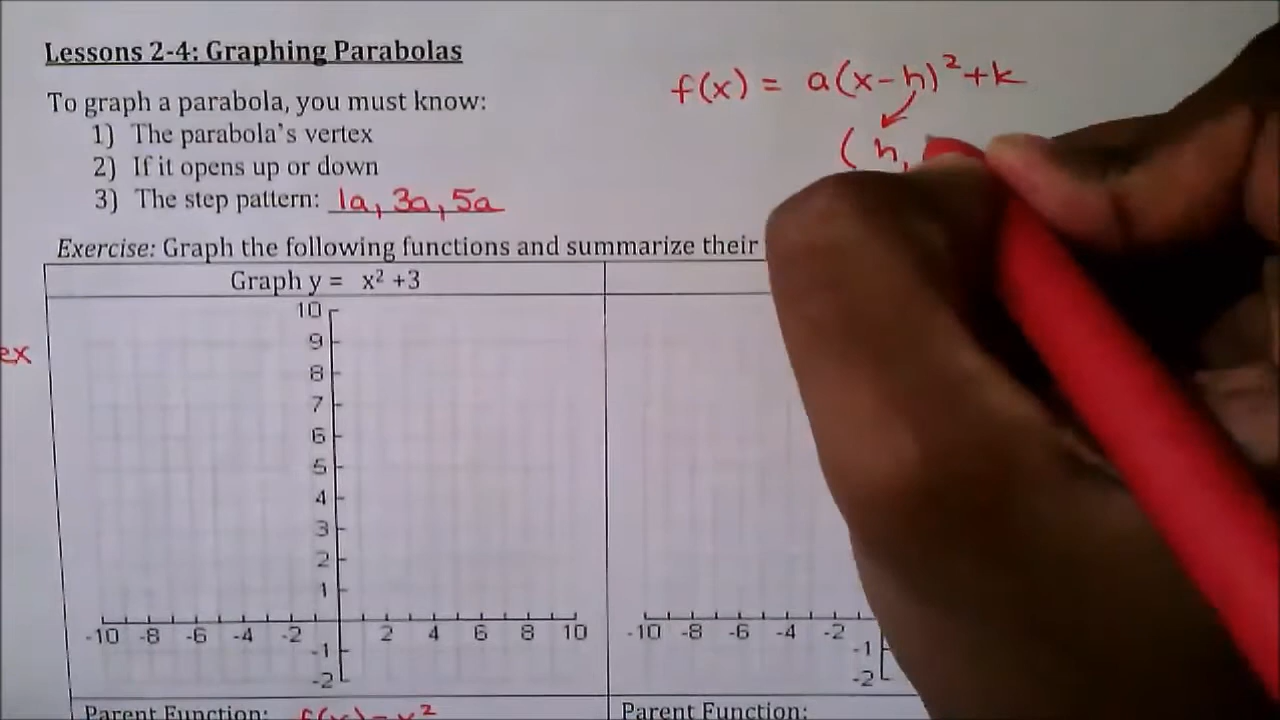 Lessons 2-4: Graphing Parabolas
f(x) = a(x-h)²+k
(h,
To graph a parabola, you must know:
1) The parabola's vertex
2) If it opens up or down
3) The step pattern: 1a, 3a, 5a
Exercise: Graph the following functions and summarize their
Graph y = x² +3
ex
10
9
8
7
6
5
4
3
2
1
-10 -8 -6 -4 -2 2 4 6 8 10
-1
-2
-10 -8 -6 -4 -2
-1
-2
Parent Function: f(x)=x²
Parent Function: